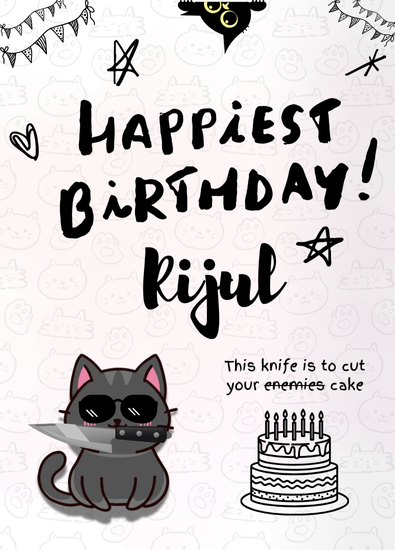 HAPPiEST
BiRTHDAY!
Rijul
This knife is to cut
your enemies cake